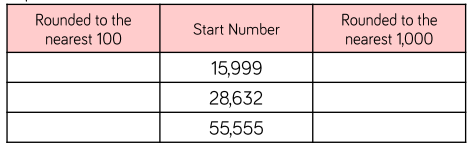 Rounded to the
nearest 100
Start Number
Rounded to the
nearest 1,000
15,999
28,632
55,555